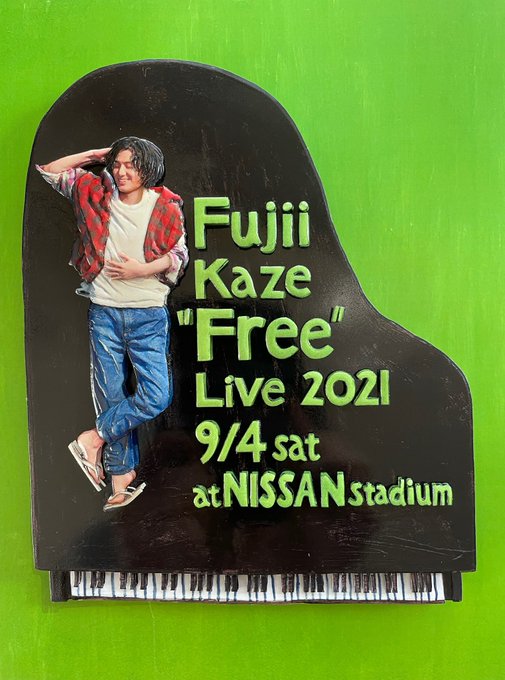 Fujii
Kaze
"Free"
Live 2021
9/4 sat
at NISSAN stadium